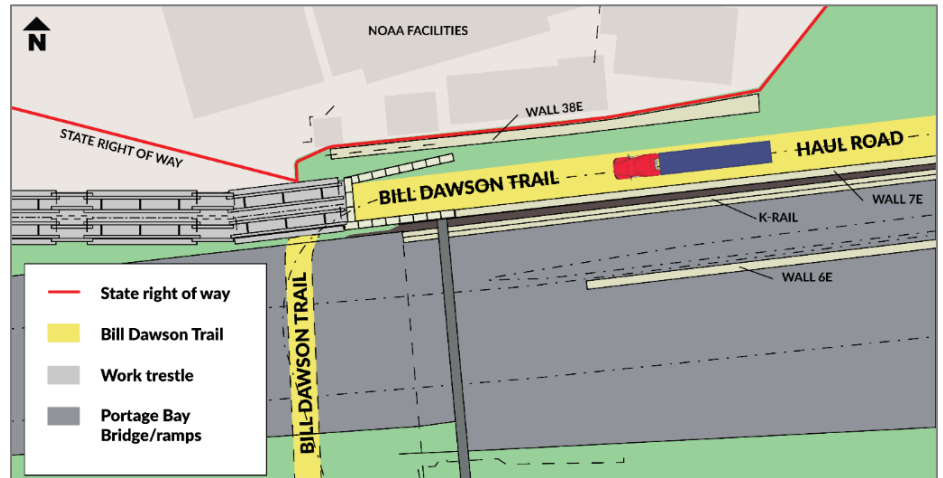 N
NOAA FACILITIES
STATE RIGHT OF WAY
WALL 38E
BILL DAWSON TRAIL
HAUL ROAD
WALL 7E
K-RAIL
WALL 6E
BILL DAWSON TRAIL
State right of way
Bill Dawson Trail
Work trestle
Portage Bay
Bridge/ramps